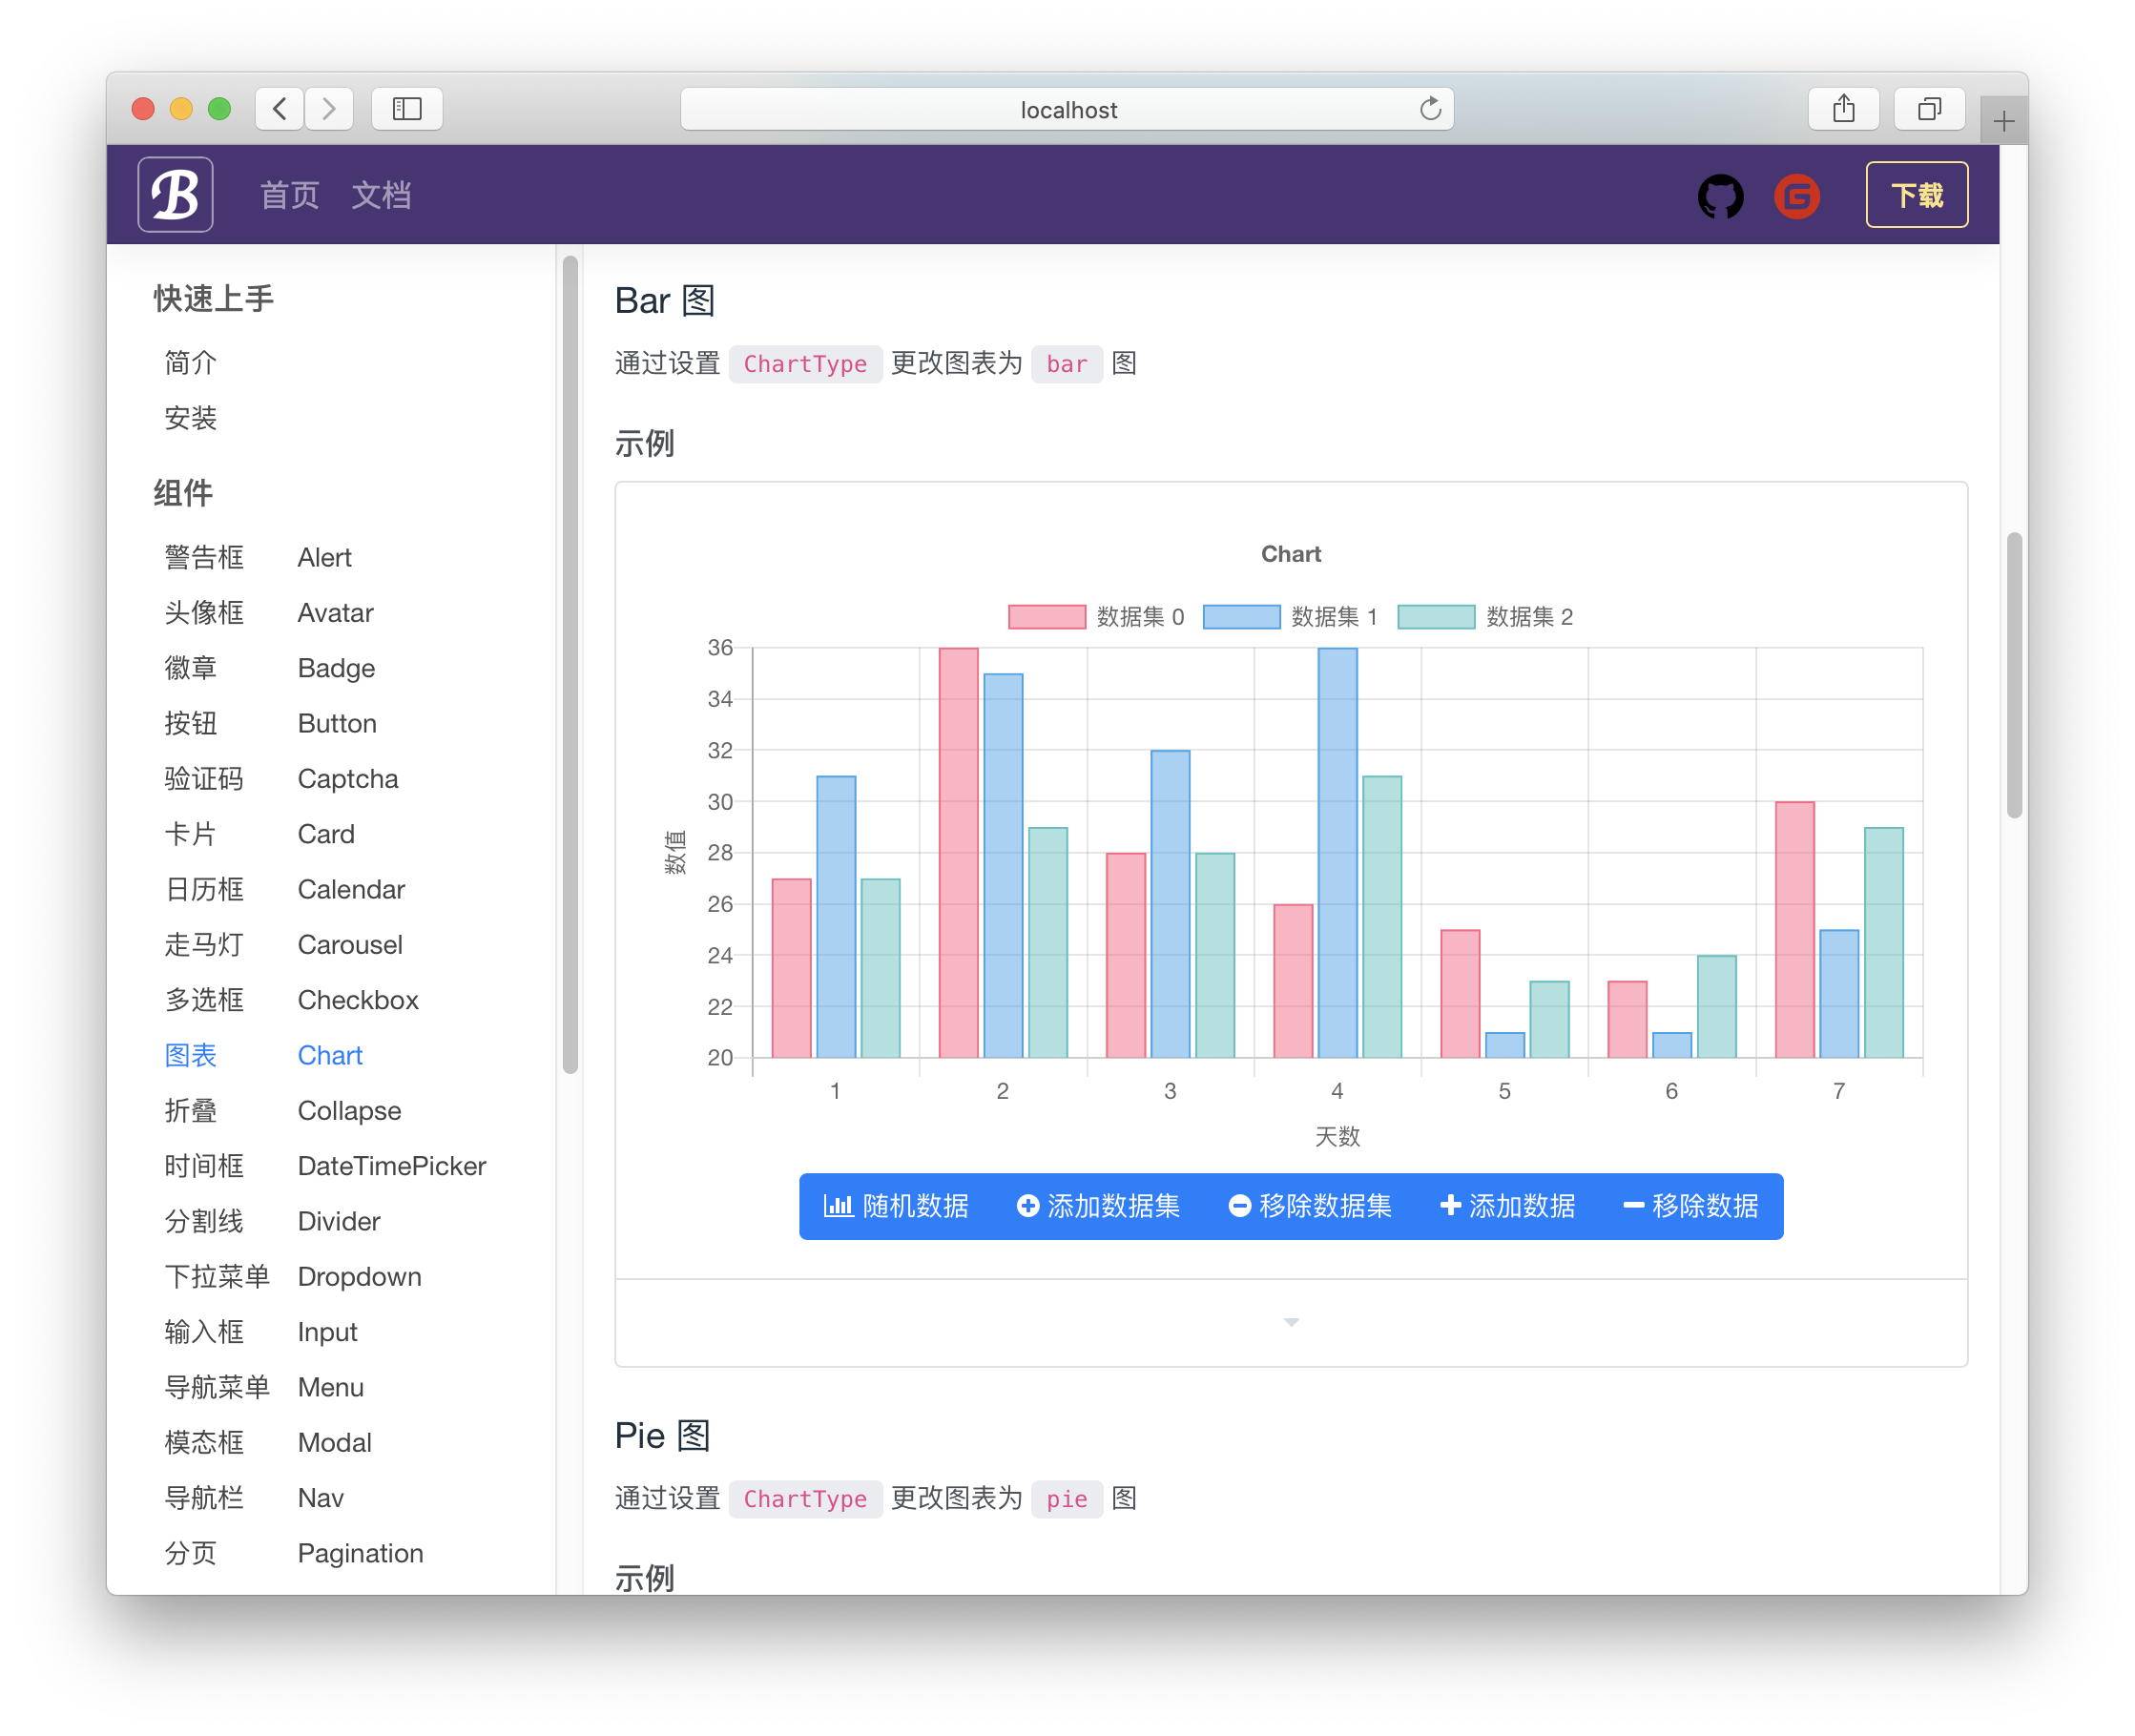 localhost
B 首页 文档 下载
快速上手
简介
安装
组件
警告框 Alert
头像框 Avatar
徽章 Badge
按钮 Button
验证码 Captcha
卡片 Card
日历框 Calendar
走马灯 Carousel
多选框 Checkbox
图表 Chart
折叠 Collapse
时间框 DateTimePicker
分割线 Divider
下拉菜单 Dropdown
输入框 Input
导航菜单 Menu
模态框 Modal
导航栏 Nav
分页 Pagination
Bar 图
通过设置 ChartType 更改图表为 bar 图
示例
Chart
数据集 0 数据集 1 数据集 2
36
34
32
30
28
26
24
22
20
数值
1 2 3 4 5 6 7
天数
随机数据 添加数据集 移除数据集 添加数据 移除数据
Pie 图
通过设置 ChartType 更改图表为 pie 图
示例